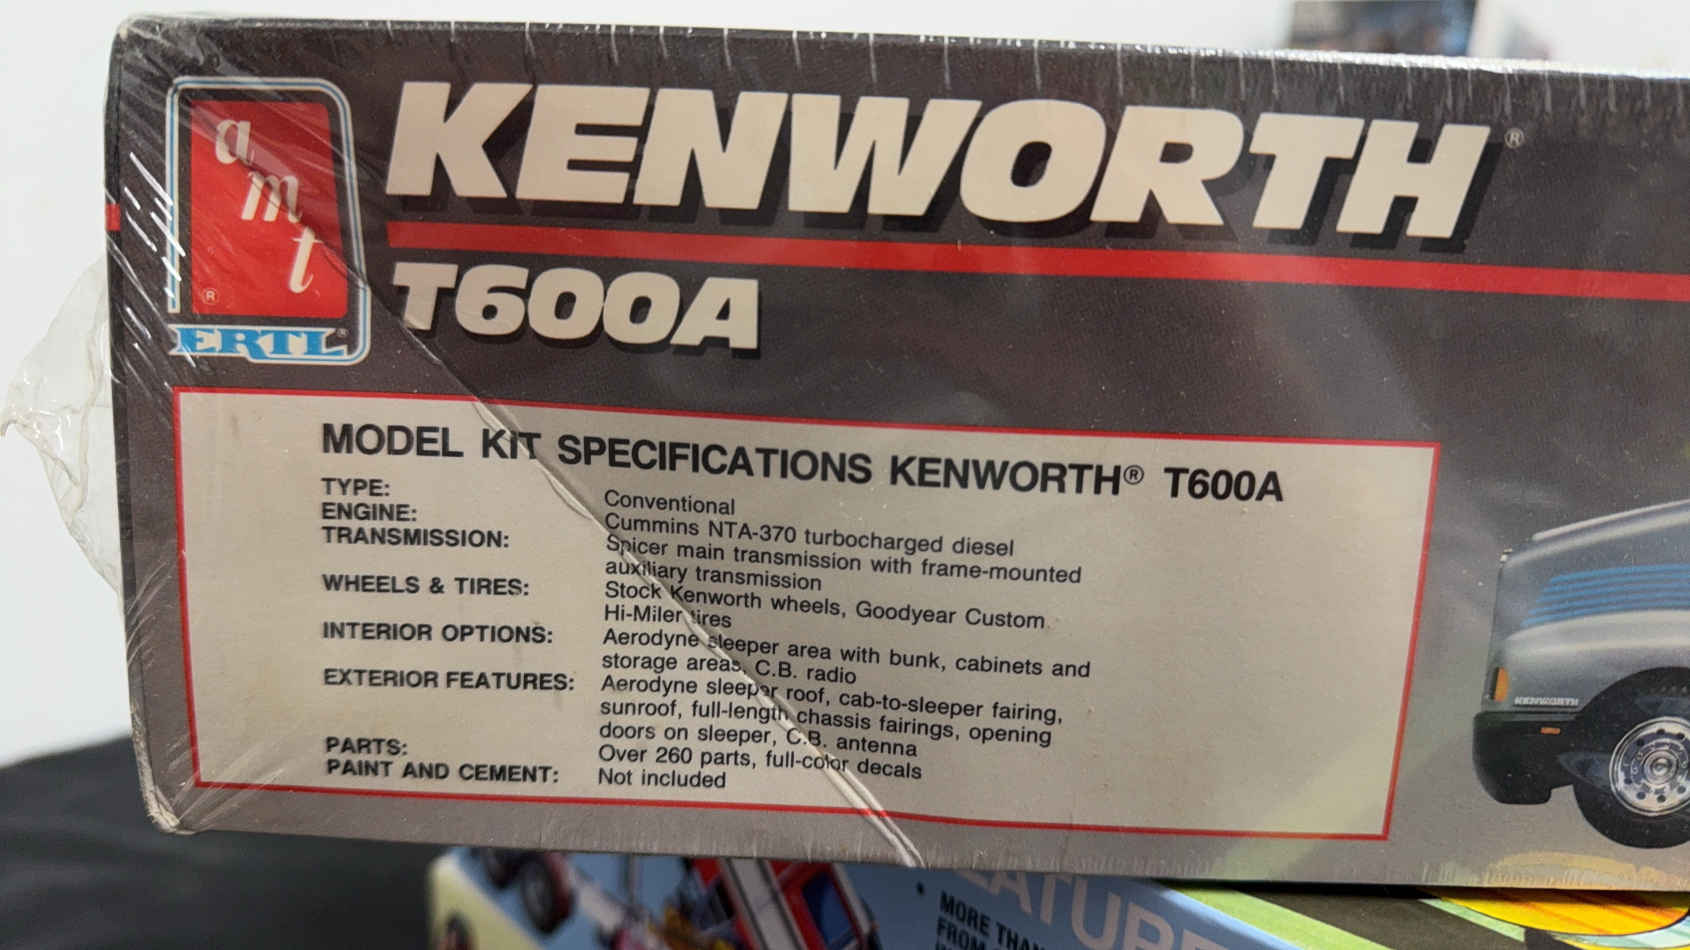 amt
®
ERTL®
KENWORTH®
T600A
MODEL KIT SPECIFICATIONS KENWORTH® T600A
TYPE: Conventional
ENGINE: Cummins NTA-370 turbocharged diesel
TRANSMISSION: Spicer main transmission with frame-mounted
auxiliary transmission
WHEELS & TIRES: Stock Kenworth wheels, Goodyear Custom
Hi-Miler tires
INTERIOR OPTIONS: Aerodyne sleeper area with bunk, cabinets and
storage areas, C.B. radio
EXTERIOR FEATURES: Aerodyne sleeper roof, cab-to-sleeper fairing,
sunroof, full-length chassis fairings, opening
doors on sleeper, C.B. antenna
PARTS: Over 260 parts, full-color decals
PAINT AND CEMENT: Not included
KENWORTH
• MORE THAN
FROM